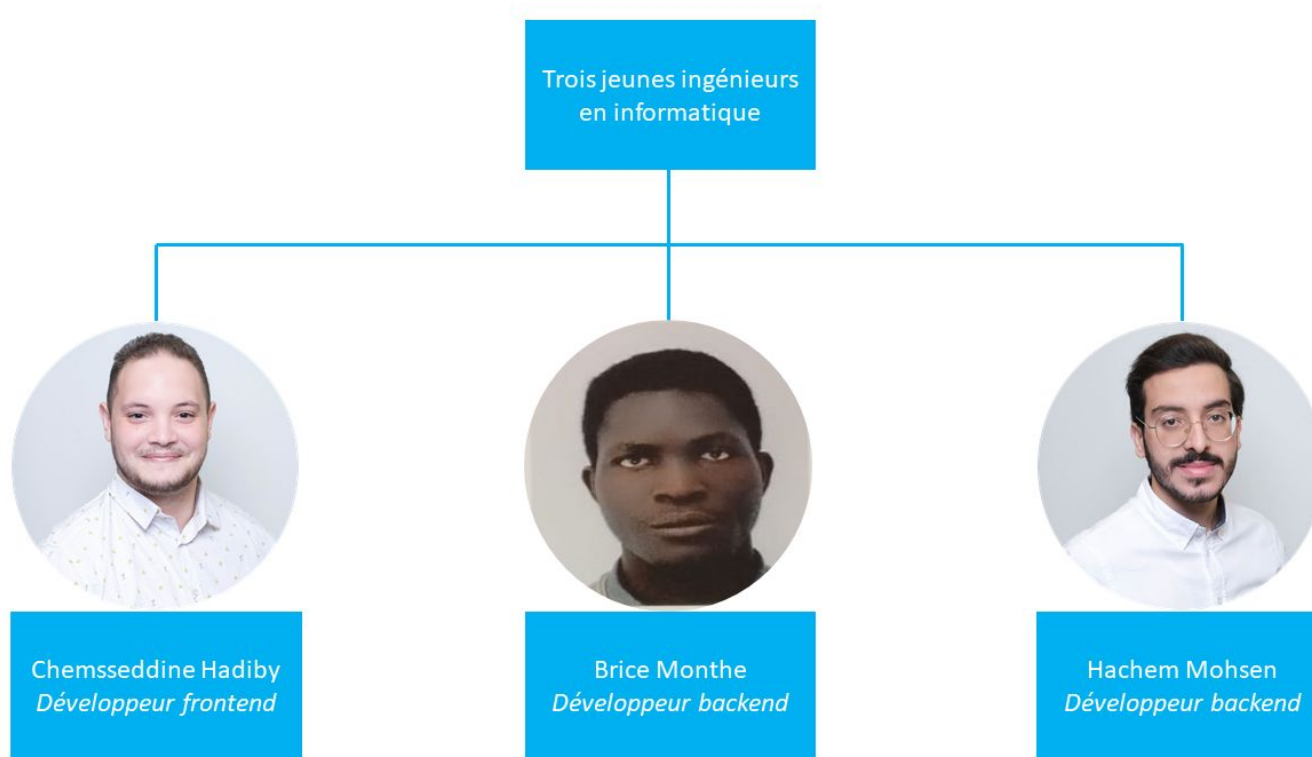 Trois jeunes ingénieurs
en informatique
Chemsseddine Hadiby
Développeur frontend
Brice Monthe
Développeur backend
Hachem Mohsen
Développeur backend